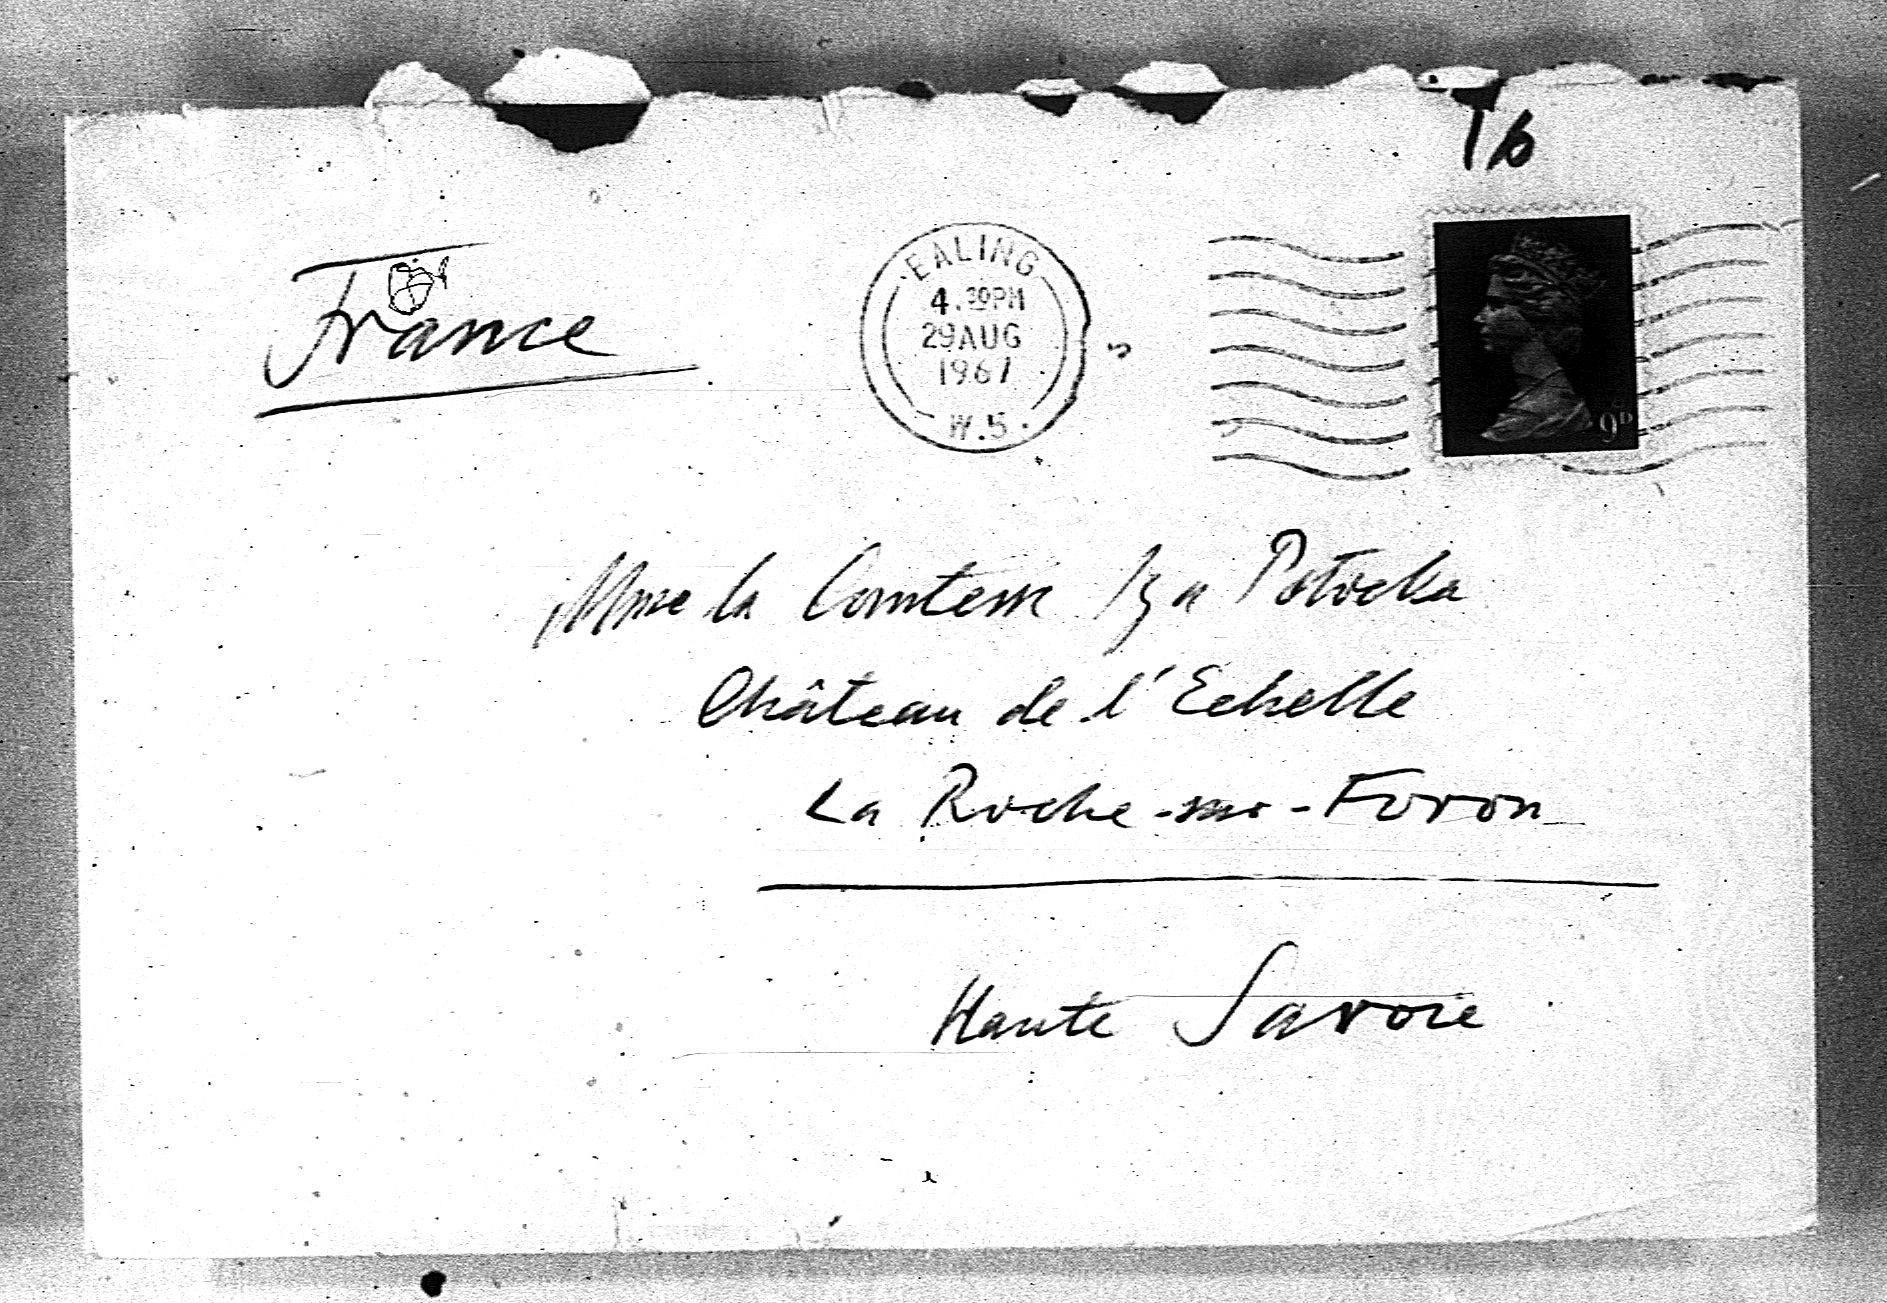 16
France
EALING
4.30PM
29 AUG
1967
W.5.
9D
Mme la Comtesse Iza Potocka
Château de l'Echelle
La Roche-sur-Foron
Haute Savoie